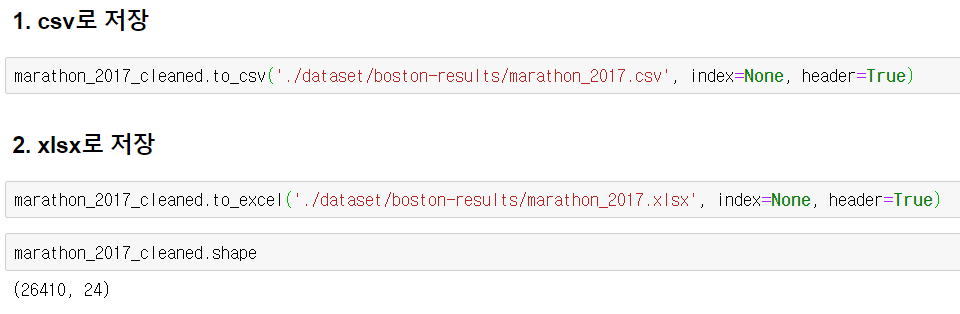 1. csv로 저장
marathon_2017_cleaned.to_csv('./dataset/boston-results/marathon_2017.csv', index=None, header=True)
2. xlsx로 저장
marathon_2017_cleaned.to_excel('./dataset/boston-results/marathon_2017.xlsx', index=None, header=True)
marathon_2017_cleaned.shape
(26410, 24)